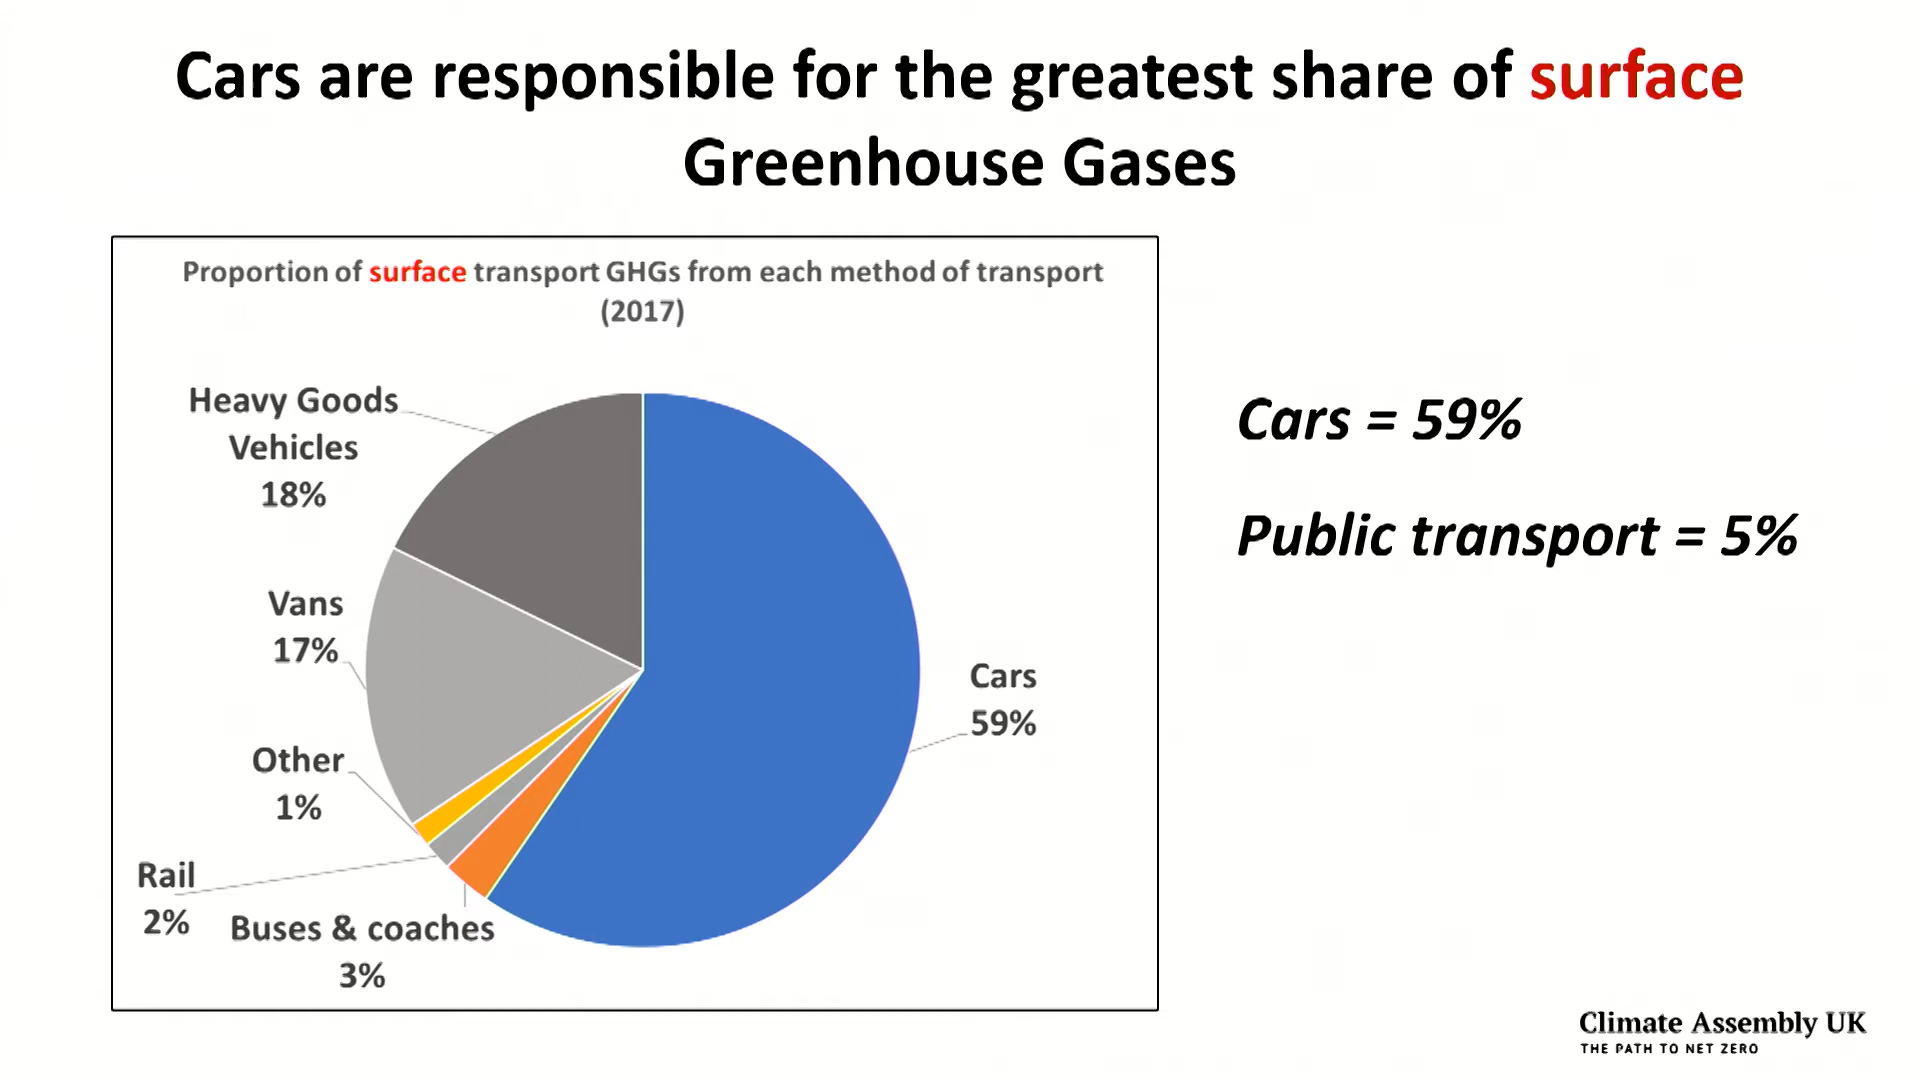 Cars are responsible for the greatest share of surface
Greenhouse Gases
Proportion of surface transport GHGs from each method of transport
(2017)
Heavy Goods
Vehicles
18%
Vans
17%
Other
1%
Rail
2%
Buses & coaches
3%
Cars
59%
Cars = 59%
Public transport = 5%
Climate Assembly UK
THE PATH TO NET ZERO